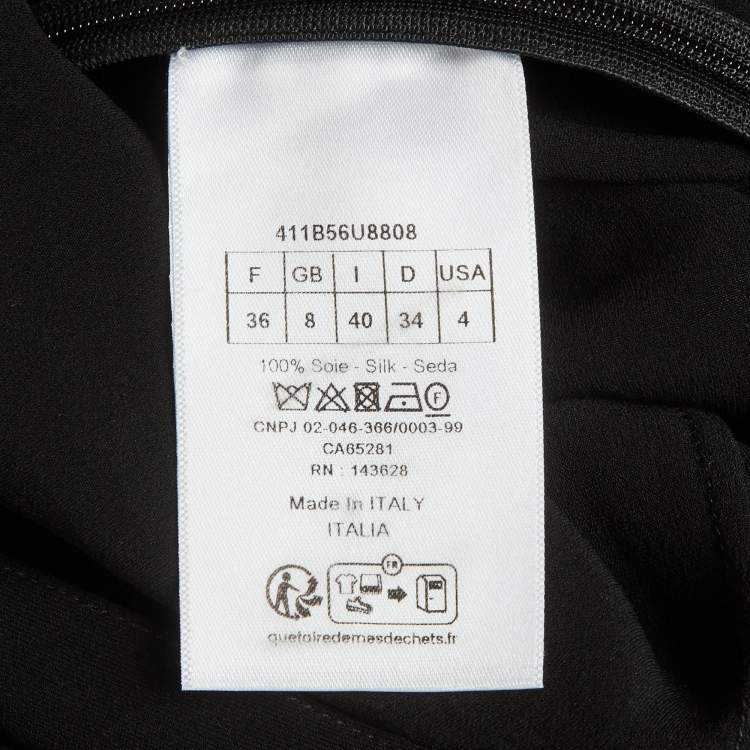 411B56U8808
F GB I D USA
36 8 40 34 4
100% Soie - Silk - Seda
F
CNPJ 02-046-366/0003-99
CA65281
RN : 143628
Made In ITALY
ITALIA
FR
quefairedemesdechets.fr